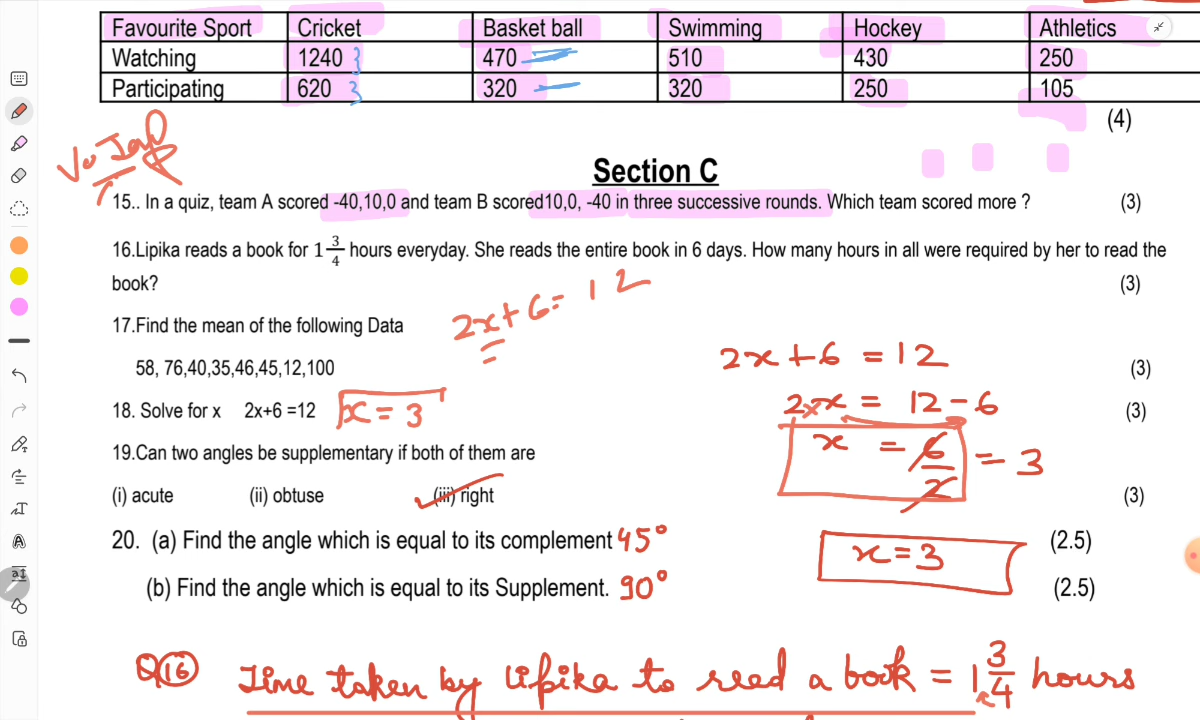 Favourite Sport Cricket Basket ball Swimming Hockey Athletics
Watching 1240 470 510 430 250
Participating 620 320 320 250 105
(4)
Section C
15.. In a quiz, team A scored -40,10,0 and team B scored10,0, -40 in three successive rounds. Which team scored more ? (3)
16.Lipika reads a book for 1 3/4 hours everyday. She reads the entire book in 6 days. How many hours in all were required by her to read the
book? (3)
2x+6=12
17.Find the mean of the following Data
58, 76,40,35,46,45,12,100 (3)
2x+6 = 12
18. Solve for x 2x+6 =12 x = 3 (3)
2×x = 12-6
x = 6/2 = 3
19.Can two angles be supplementary if both of them are
(i) acute (ii) obtuse (iii) right (3)
20. (a) Find the angle which is equal to its complement 45° (2.5)
x=3
(b) Find the angle which is equal to its Supplement. 90° (2.5)
Q16 Time taken by Lipika to read a book = 1 3/4 hours